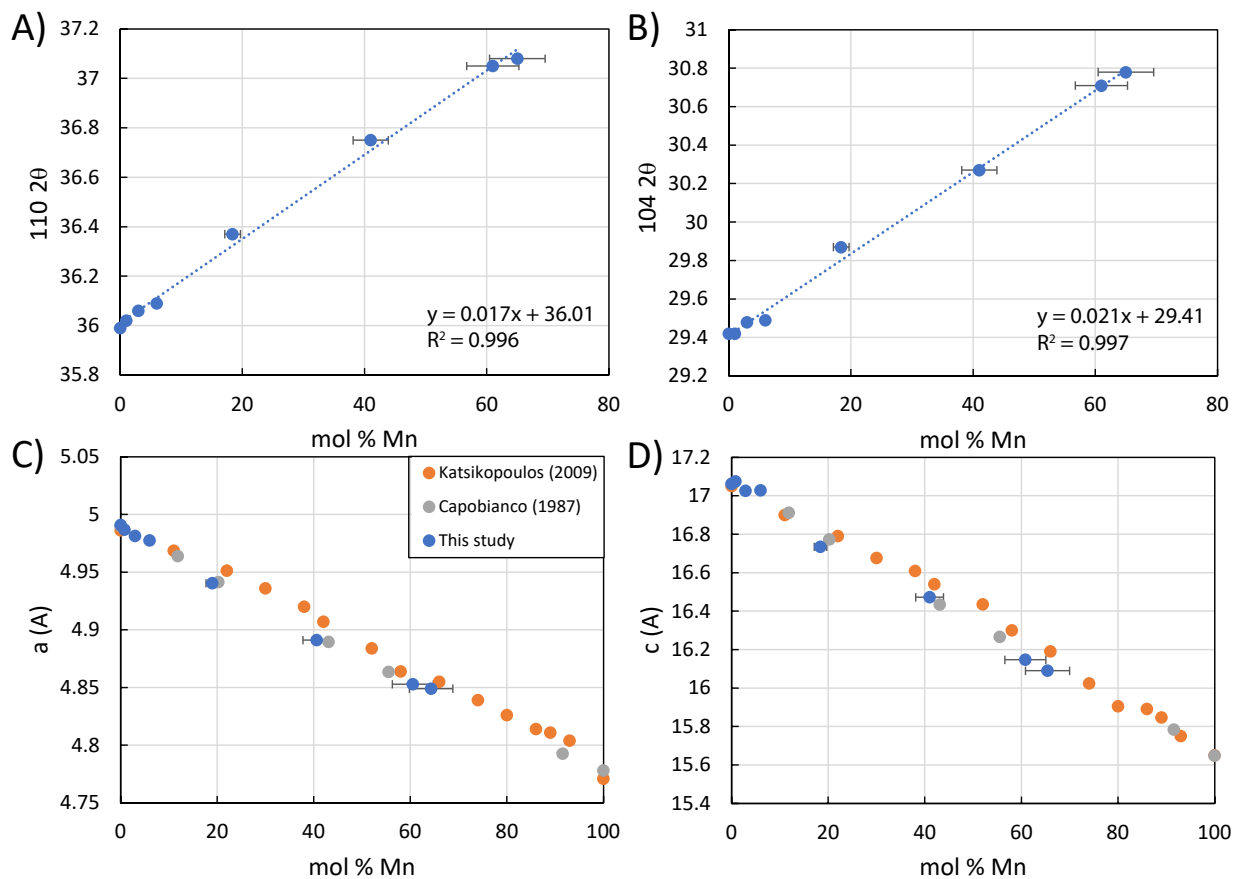 A)
37.2
37
36.8
36.6
36.4
36.2
36
35.8
110 2θ
y = 0.017x + 36.01
R² = 0.996
0 20 40 60 80
mol % Mn
B)
31
30.8
30.6
30.4
30.2
30
29.8
29.6
29.4
29.2
104 2θ
y = 0.021x + 29.41
R² = 0.997
0 20 40 60 80
mol % Mn
C)
5.05
5
4.95
4.9
4.85
4.8
4.75
a (A)
Katsikopoulos (2009)
Capobianco (1987)
This study
0 20 40 60 80 100
mol % Mn
D)
17.2
17
16.8
16.6
16.4
16.2
16
15.8
15.6
15.4
c (A)
0 20 40 60 80 100
mol % Mn